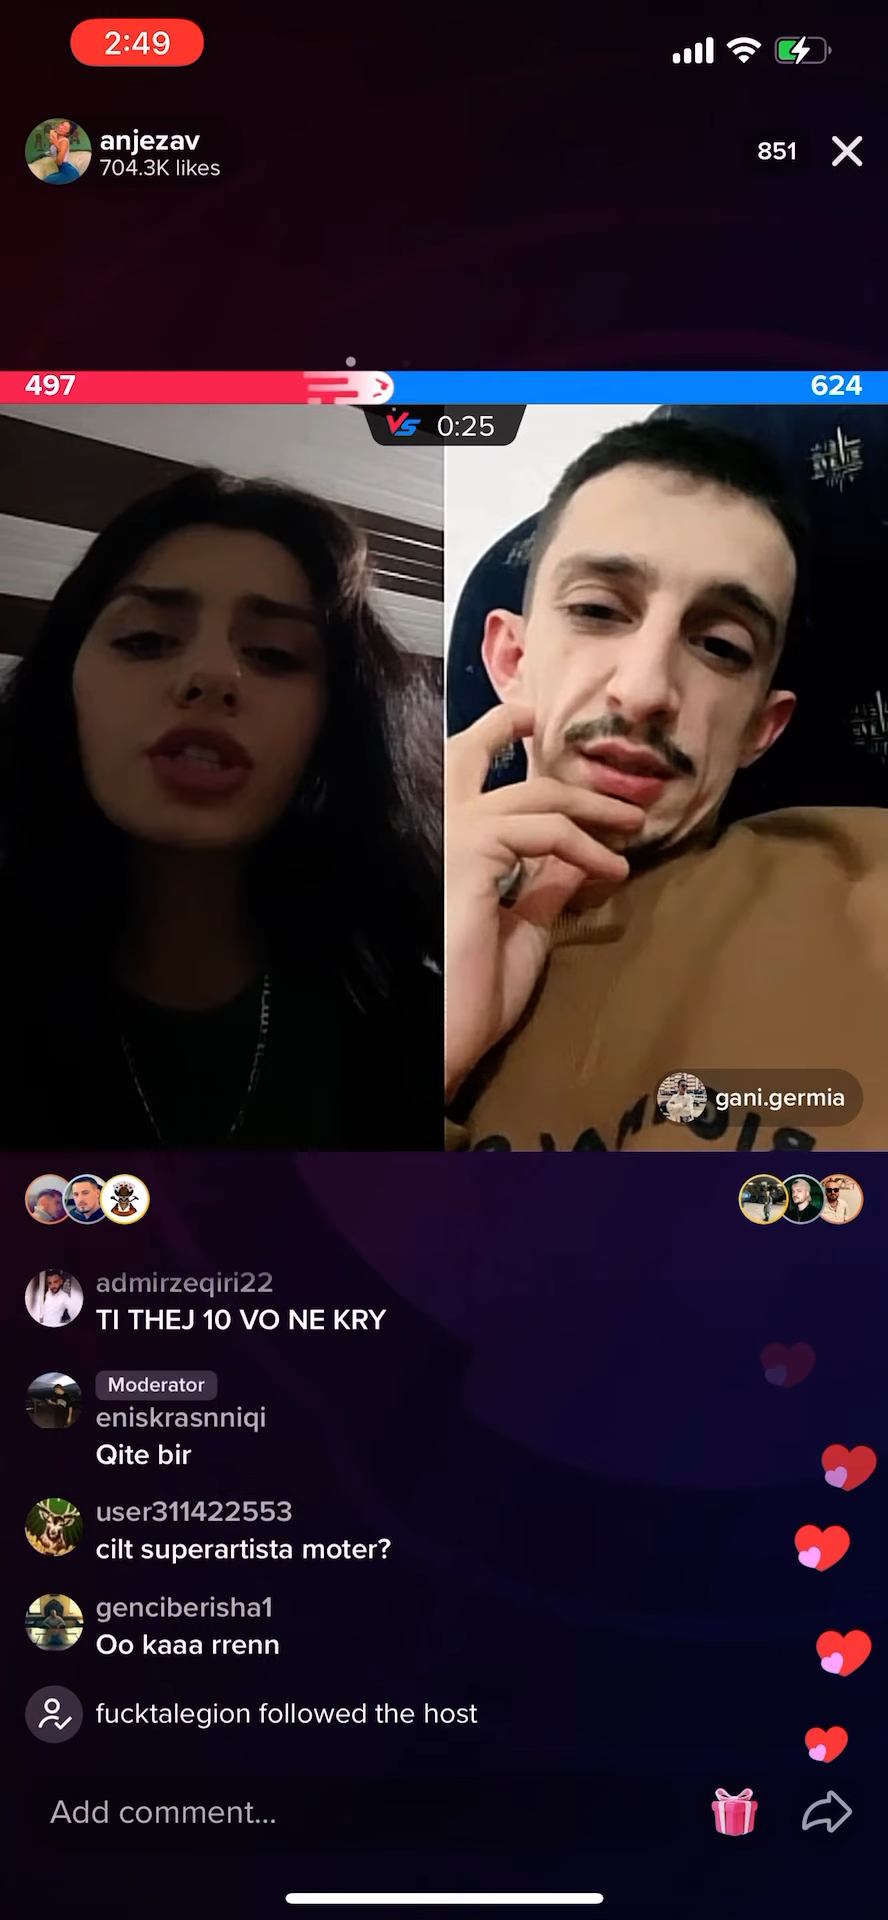 2:49
anjezav
704.3K likes
851
497
624
VS 0:25
gani.germia
admirzeqiri22
TI THEJ 10 VO NE KRY
Moderator
eniskrasnniqi
Qite bir
user311422553
cilt superartista moter?
genciberisha1
Oo kaaa rrenn
fucktalegion followed the host
Add comment...